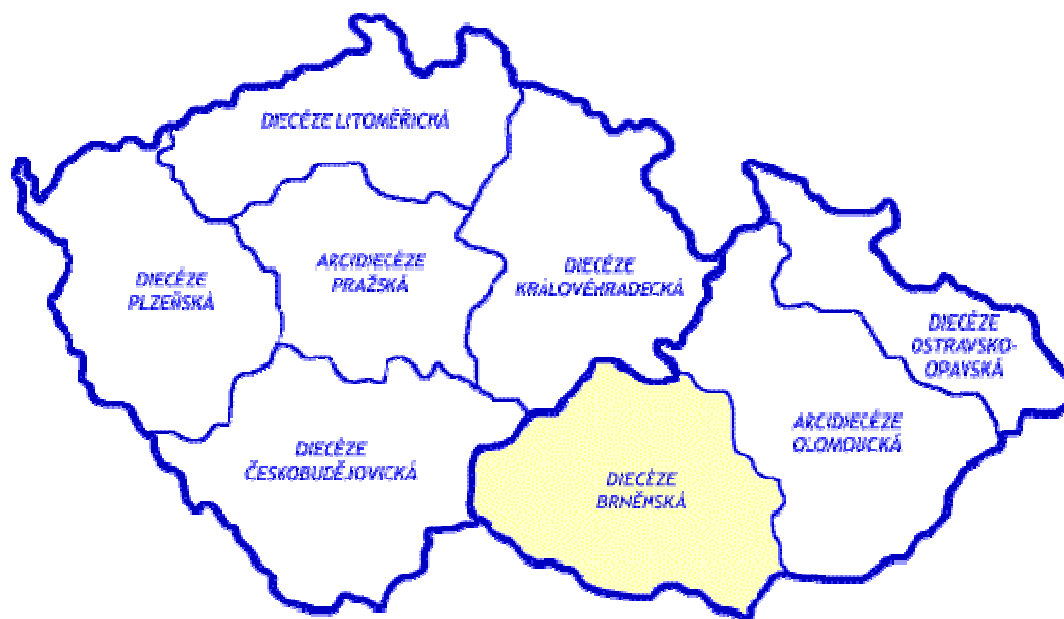 DIECÉZE LITOMĚŘICKÁ
ARCIDIECÉZE
PRAŽSKÁ
DIECÉZE
KRÁLOVÉHRADECKÁ
DIECÉZE
PLZEŇSKÁ
DIECÉZE
OSTRAVSKO-
OPAVSKÁ
ARCIDIECÉZE
OLOMOUCKÁ
DIECÉZE
ČESKOBUDĚJOVICKÁ
DIECÉZE
BRNĚNSKÁ